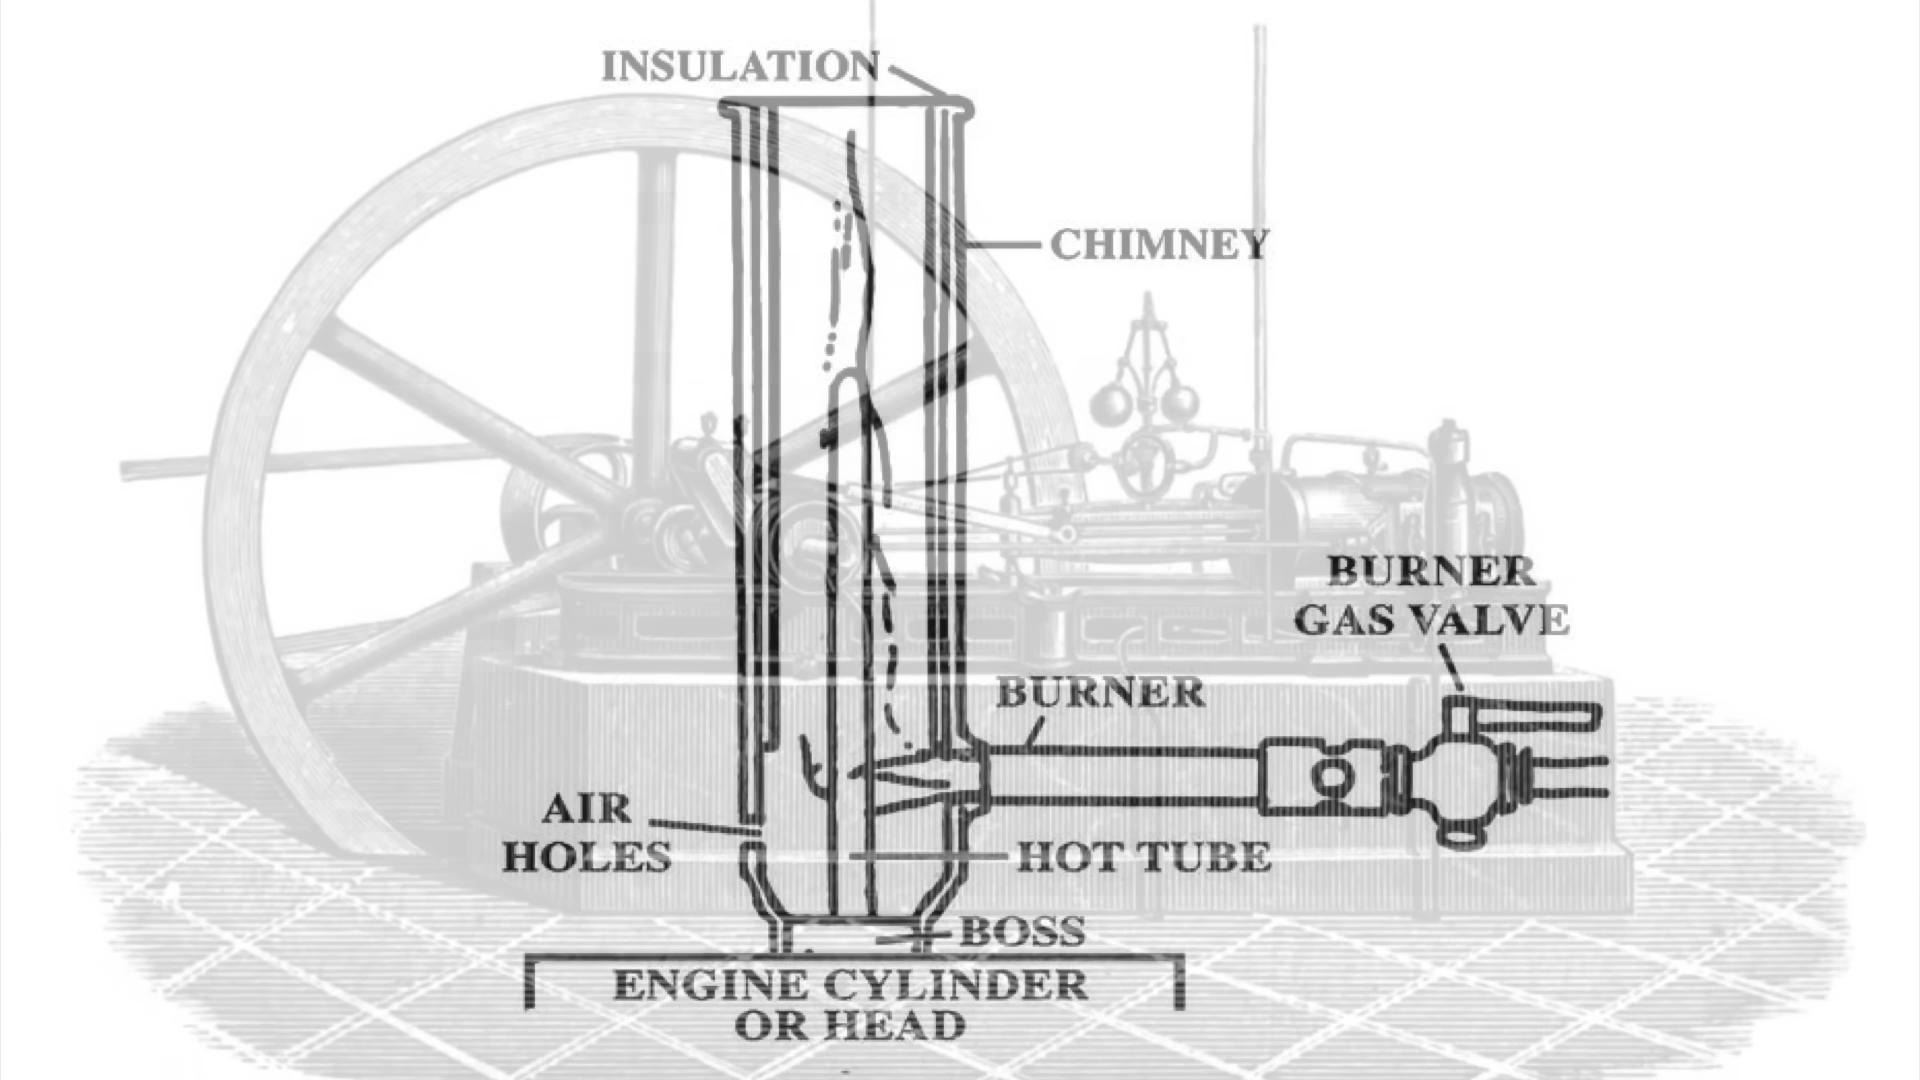 INSULATION
CHIMNEY
BURNER
GAS VALVE
BURNER
AIR
HOLES
HOT TUBE
BOSS
ENGINE CYLINDER
OR HEAD